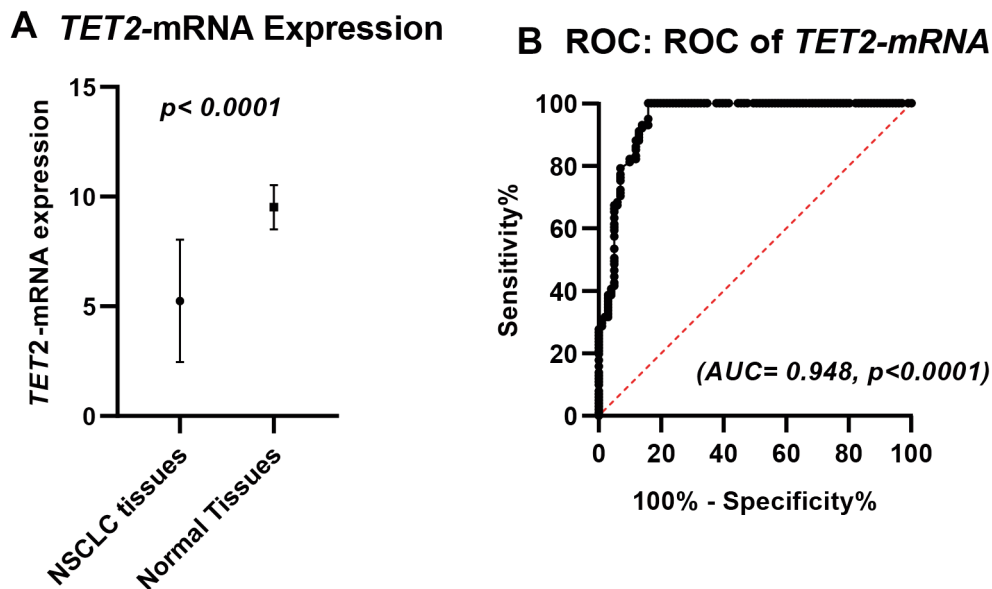 A TET2-mRNA Expression
TET2-mRNA expression
15
10
5
0
p< 0.0001
NSCLC tissues
Normal Tissues
B ROC: ROC of TET2-mRNA
Sensitivity%
100
80
60
40
20
0
(AUC= 0.948, p<0.0001)
0 20 40 60 80 100
100% - Specificity%